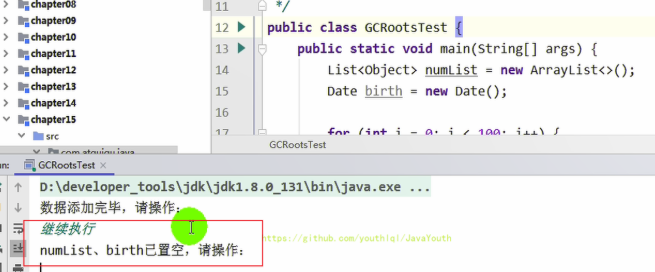 chapter08
chapter09
chapter10
chapter11
chapter12
chapter13
chapter14
chapter15
src
com.atguigu.java
11 */
12 public class GCRootsTest {
13 public static void main(String[] args) {
14 List<Object> numList = new ArrayList<>();
15 Date birth = new Date();
16
17 for (int i = 0; i < 100; i++) {
GCRootsTest
un: GCRootsTest ×
D:\developer_tools\jdk\jdk1.8.0_131\bin\java.exe ...
数据添加完毕，请操作：
继续执行
https://github.com/youthlql/JavaYouth
numList、birth已置空，请操作：